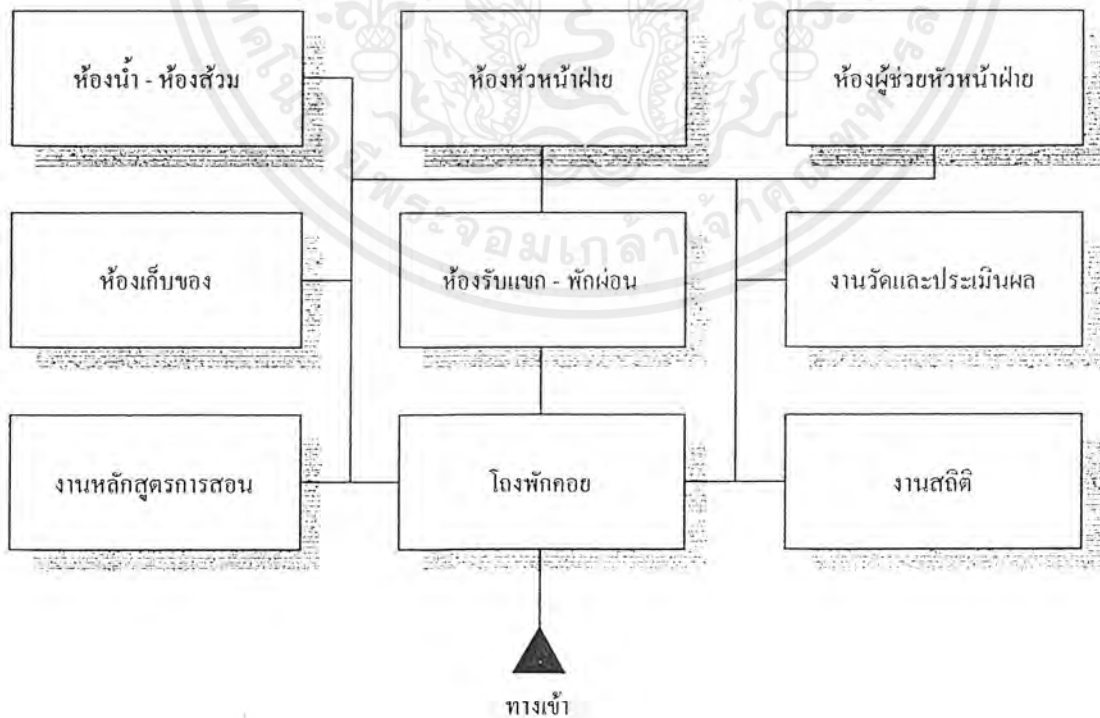 ห้องน้ำ - ห้องส้วม
ห้องหัวหน้าฝ่าย
ห้องผู้ช่วยหัวหน้าฝ่าย
ห้องเก็บของ
ห้องรับแขก - พักผ่อน
งานวัดและประเมินผล
งานหลักสูตรการสอน
โถงพักคอย
งานสถิติ
ทางเข้า